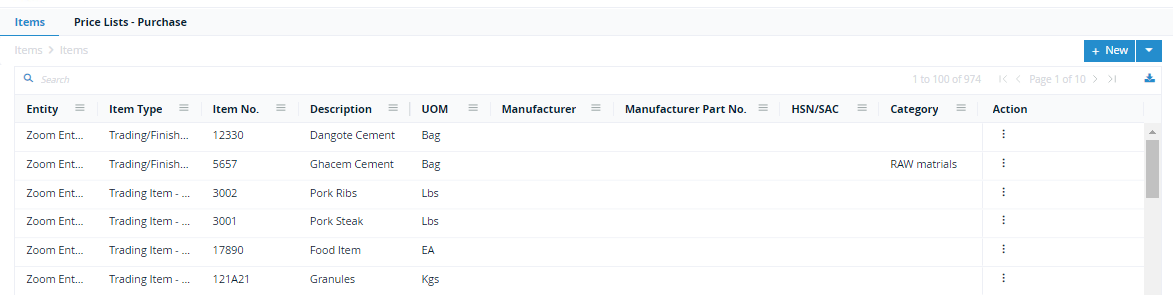 Items Price Lists - Purchase
Items > Items + New
Search 1 to 100 of 974 Page 1 of 10
Entity Item Type Item No. Description UOM Manufacturer Manufacturer Part No. HSN/SAC Category Action
Zoom Ent... Trading/Finish... 12330 Dangote Cement Bag
Zoom Ent... Trading/Finish... 5657 Ghacem Cement Bag RAW matrials
Zoom Ent... Trading Item - ... 3002 Pork Ribs Lbs
Zoom Ent... Trading Item - ... 3001 Pork Steak Lbs
Zoom Ent... Trading Item - ... 17890 Food Item EA
Zoom Ent... Trading Item - ... 121A21 Granules Kgs